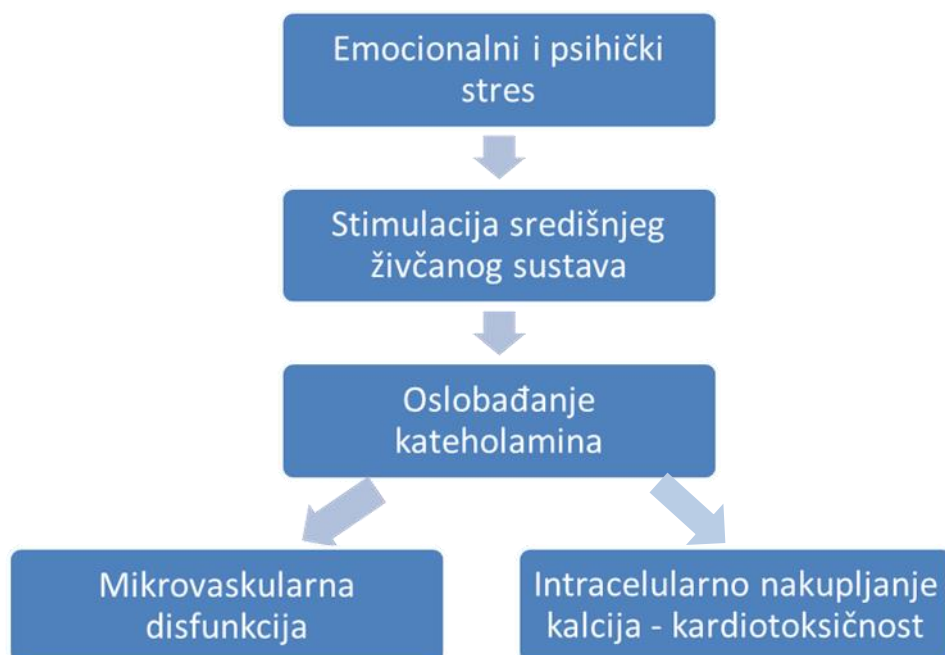 Emocionalni i psihički
stres
Stimulacija središnjeg
živčanog sustava
Oslobađanje
kateholamina
Mikrovaskularna
disfunkcija
Intracelularno nakupljanje
kalcija - kardiotoksičnost